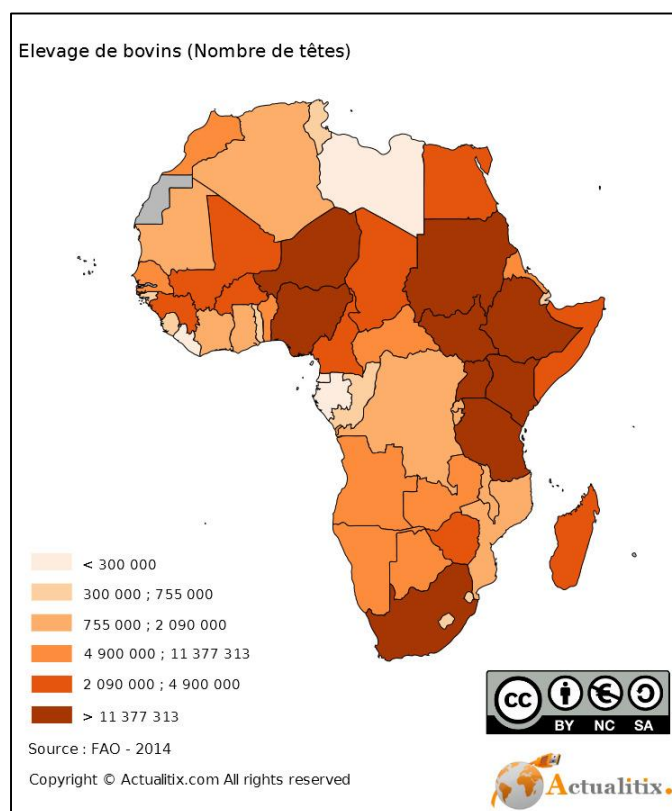 Elevage de bovins (Nombre de têtes)
< 300 000
300 000 ; 755 000
755 000 ; 2 090 000
4 900 000 ; 11 377 313
2 090 000 ; 4 900 000
> 11 377 313
Source : FAO - 2014
Copyright © Actualitix.com All rights reserved
cc
BY NC SA
Actualitix.